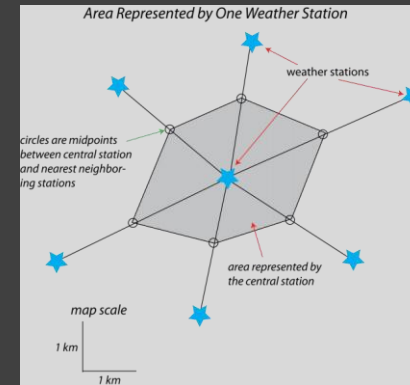 Area Represented by One Weather Station
weather stations
circles are midpoints
between central station
and nearest neighbor-
ing stations
area represented by
the central station
map scale
1 km
1 km